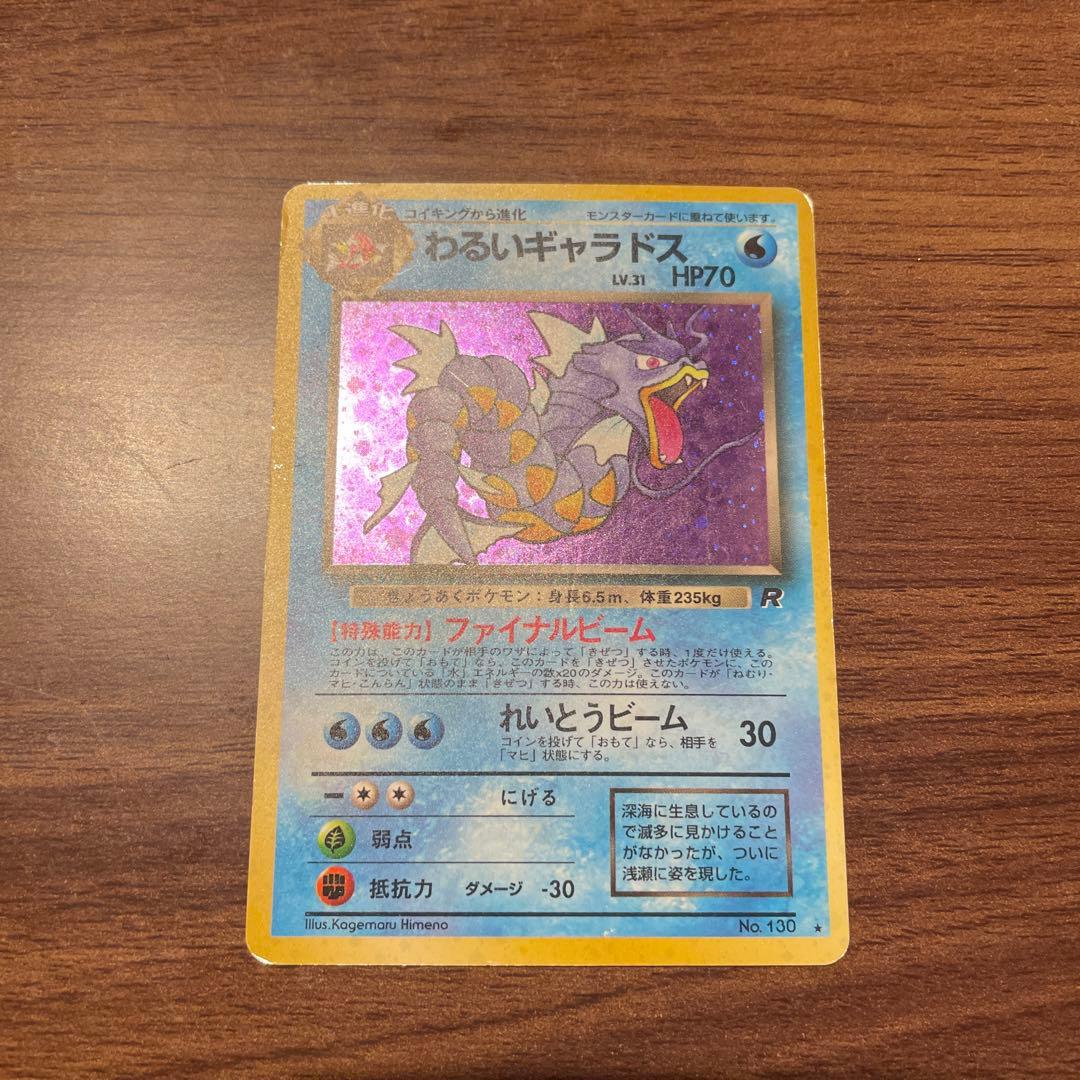 1進化
コイキングから進化
モンスターカードに重ねて使います。
わるいギャラドス
LV.31 HP70
きょうあくポケモン：身長6.5m、体重235kg R
[特殊能力] ファイナルビーム
この力は、このカードが相手のワザによって「きぜつ」する時、1度だけ使える。
コインを投げて「おもて」なら、このカードを「きぜつ」させたポケモンに、この
カードについている「水」エネルギーの数x20のダメージ。このカードが「ねむり・
マヒ・こんらん」状態のまま「きぜつ」する時、この力は使えない。
れいとうビーム 30
コインを投げて「おもて」なら、相手を
「マヒ」状態にする。
にげる
弱点
抵抗力 ダメージ -30
深海に生息しているの
で滅多に見かけること
がなかったが、ついに
浅瀬に姿を現した。
Illus.Kagemaru Himeno
No. 130 ★